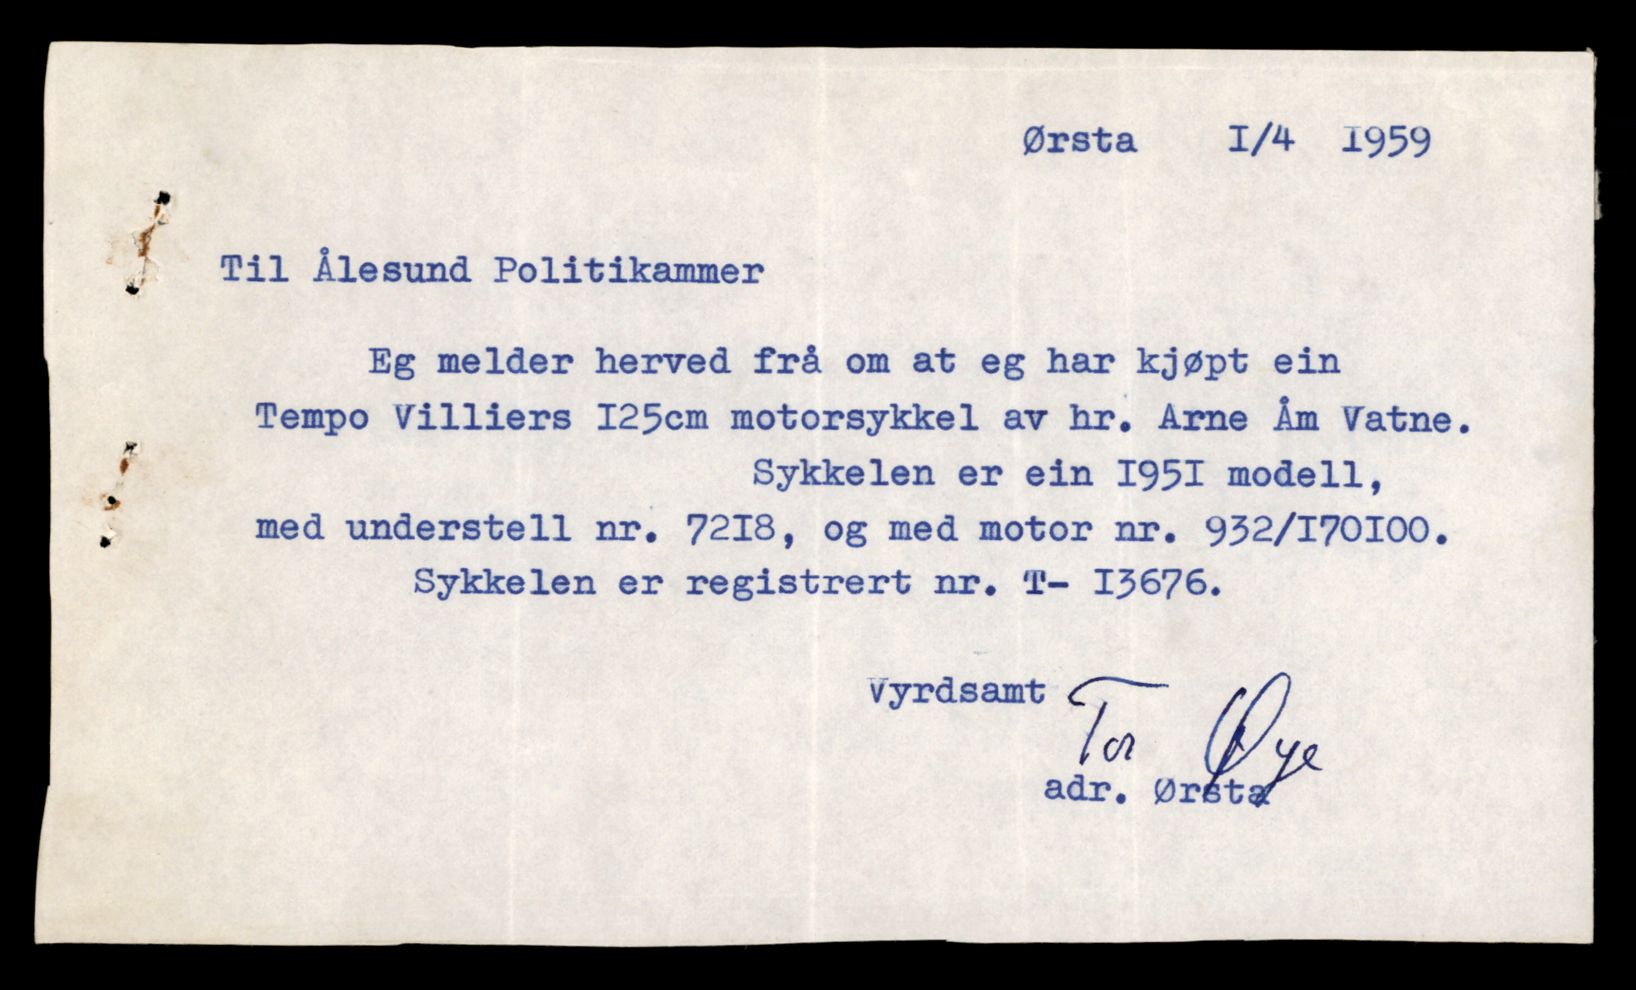 Ørsta I/4 I959
Til Ålesund Politikammer
Eg melder herved frå om at eg har kjøpt ein
Tempo Villiers I25cm motorsykkel av hr. Arne Åm Vatne.
Sykkelen er ein I95I modell,
med understell nr. 72I8, og med motor nr. 932/I70I00.
Sykkelen er registrert nr. T- I3676.
Vyrdsamt
Tor Øye
adr. Ørsta